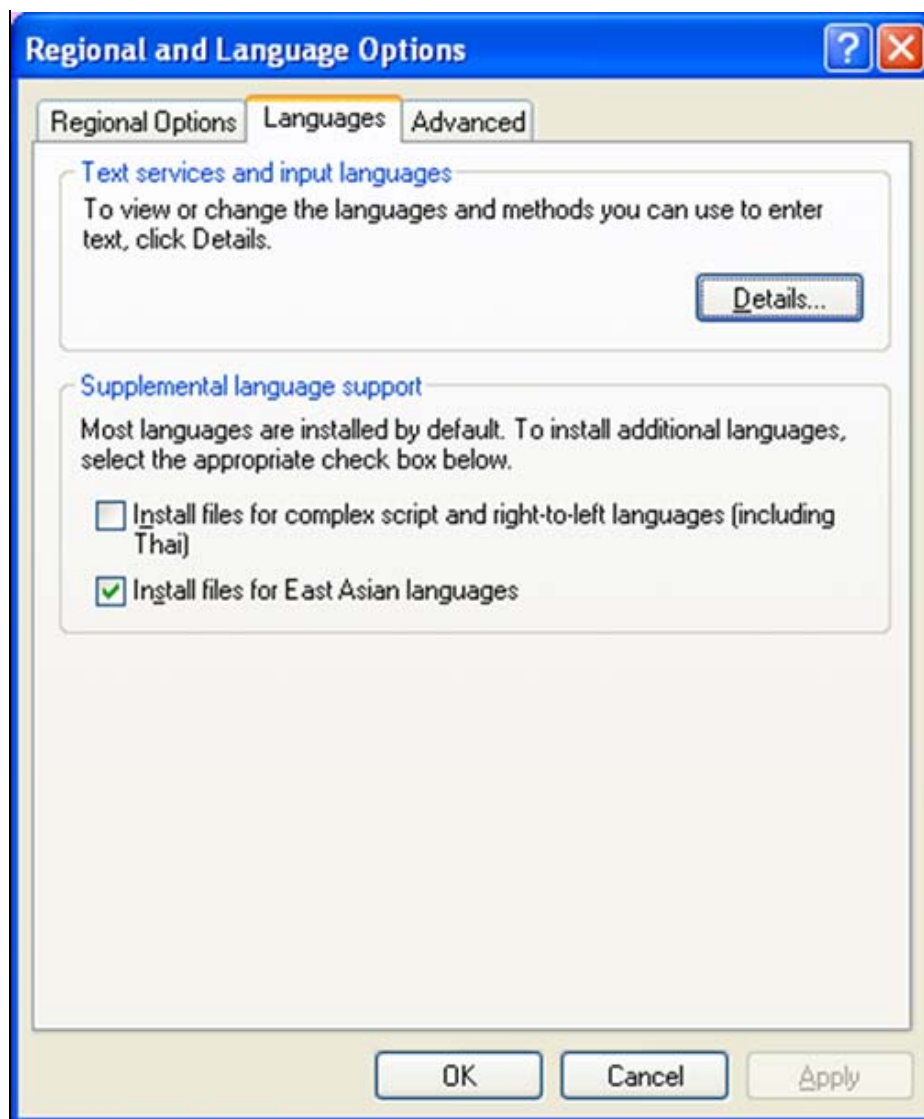 Regional and Language Options
Regional Options
Languages
Advanced
Text services and input languages
To view or change the languages and methods you can use to enter
text, click Details.
Details...
Supplemental language support
Most languages are installed by default. To install additional languages,
select the appropriate check box below.
Install files for complex script and right-to-left languages (including
Thai)
Install files for East Asian languages
OK
Cancel
Apply